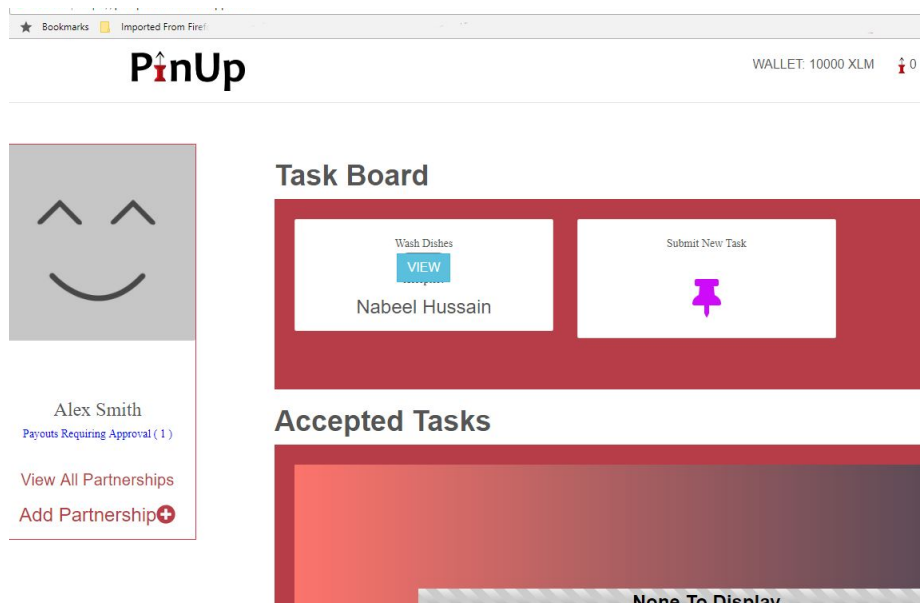 Bookmarks
Imported From Firef
PinUp
WALLET: 10000 XLM
0
Task Board
Wash Dishes
VIEW
Nabeel Hussain
Submit New Task
Alex Smith
Payouts Requiring Approval ( 1 )
View All Partnerships
Add Partnership
Accepted Tasks
None To Display